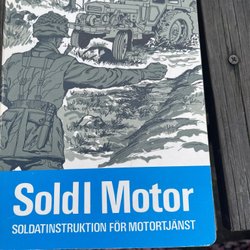 SoldI Motor
SOLDATINSTRUKTION FÖR MOTORTJÄNST